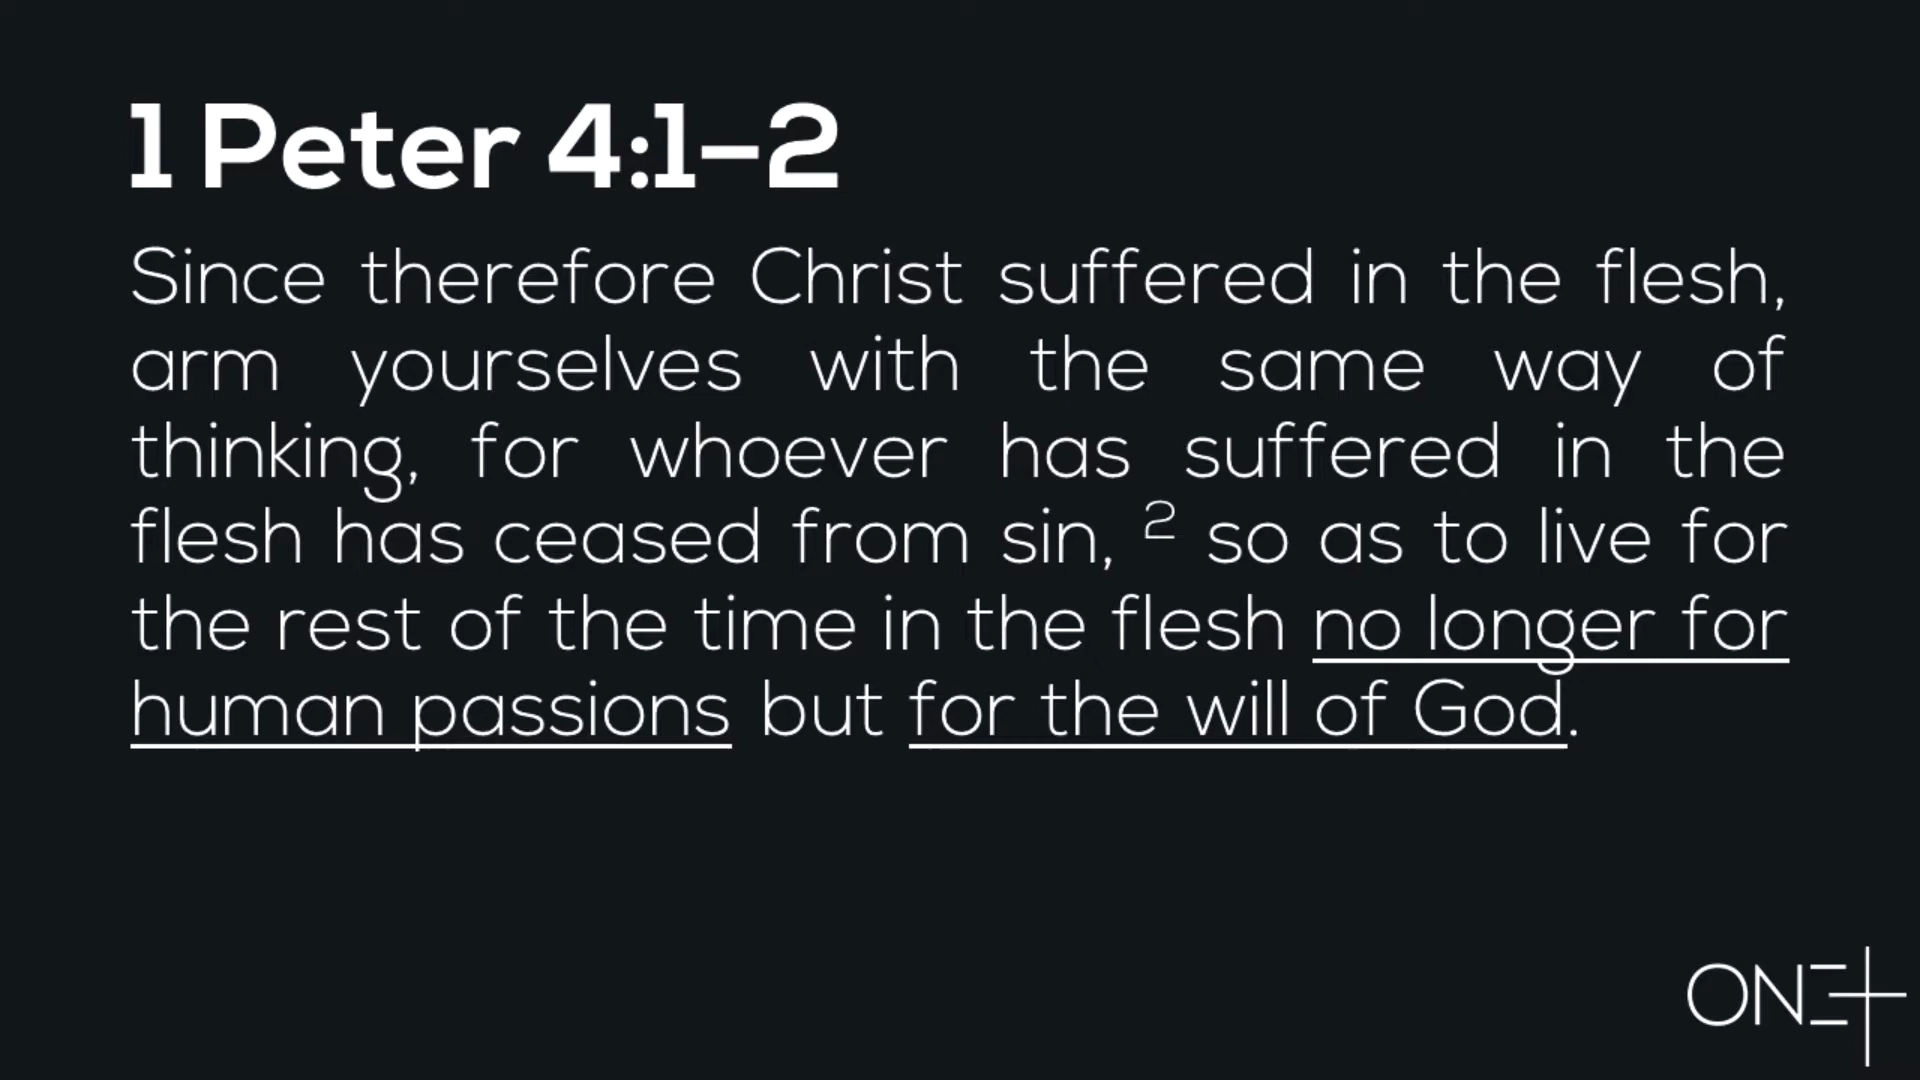 1 Peter 4:1–2
Since therefore Christ suffered in the flesh,
arm yourselves with the same way of
thinking, for whoever has suffered in the
flesh has ceased from sin, ² so as to live for
the rest of the time in the flesh no longer for
human passions but for the will of God.
ONE